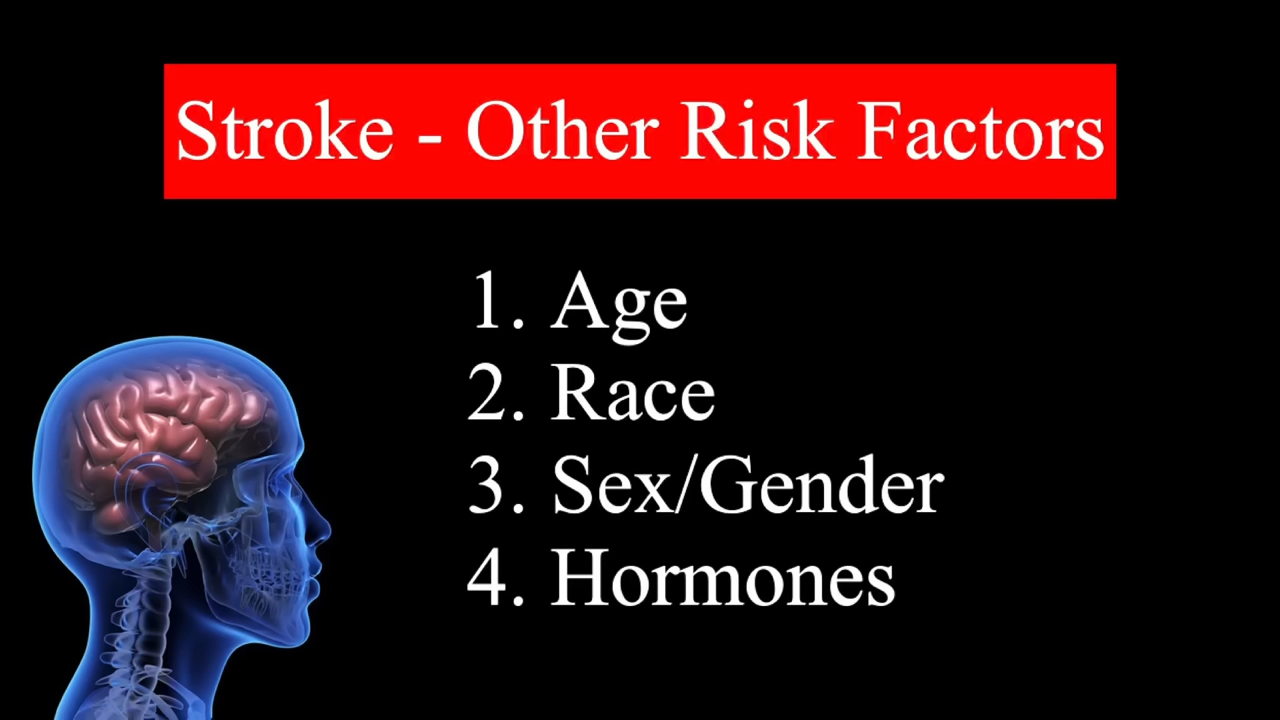 Stroke - Other Risk Factors
1. Age
2. Race
3. Sex/Gender
4. Hormones